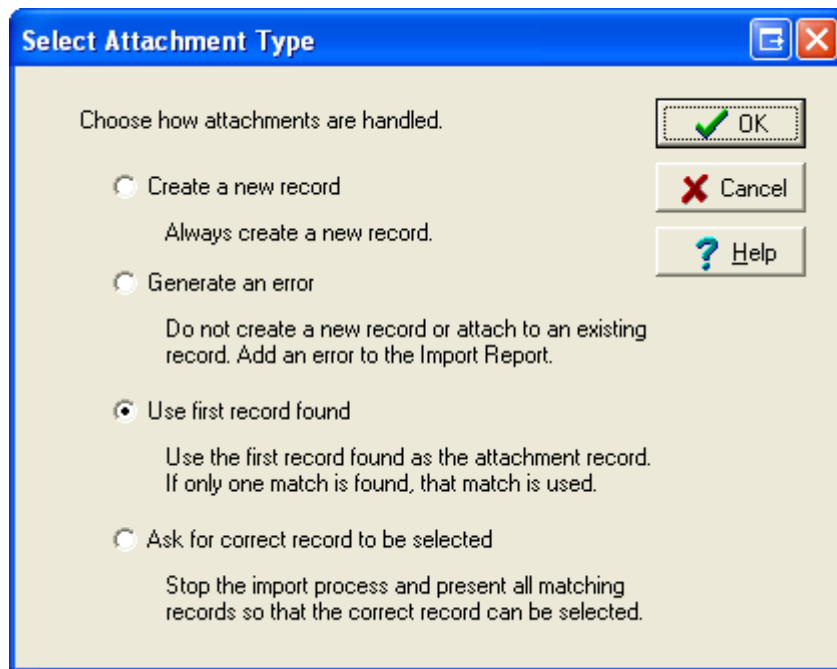 Select Attachment Type
Choose how attachments are handled.
OK
Create a new record
Cancel
Always create a new record.
Help
Generate an error
Do not create a new record or attach to an existing
record. Add an error to the Import Report.
Use first record found
Use the first record found as the attachment record.
If only one match is found, that match is used.
Ask for correct record to be selected
Stop the import process and present all matching
records so that the correct record can be selected.